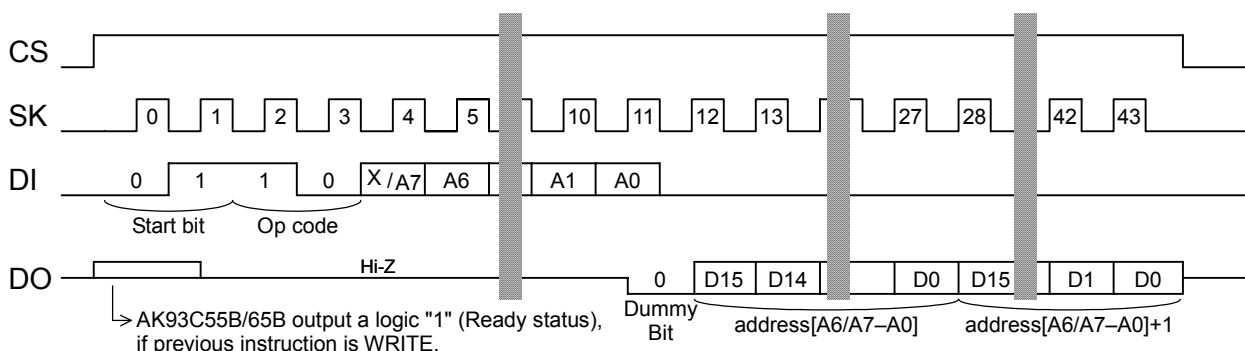 CS
SK 0 1 2 3 4 5 10 11 12 13 27 28 42 43
DI 0 1 1 0 X/A7 A6 A1 A0
Start bit Op code
DO Hi-Z 0 D15 D14 D0 D15 D1 D0
Dummy
Bit
address[A6/A7–A0] address[A6/A7–A0]+1
AK93C55B/65B output a logic "1" (Ready status),
if previous instruction is WRITE.